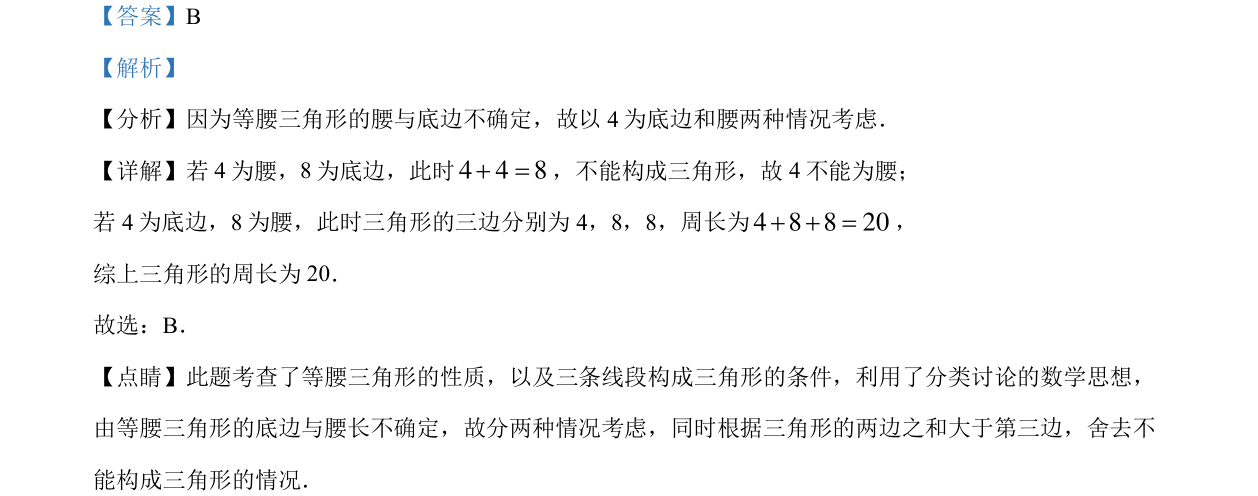 【答案】B
【解析】
【分析】因为等腰三角形的腰与底边不确定，故以 4 为底边和腰两种情况考虑．
【详解】若 4 为腰，8 为底边，此时 4+4=8 ，不能构成三角形，故 4 不能为腰；
若 4 为底边，8 为腰，此时三角形的三边分别为 4，8，8，周长为 4+8+8=20 ，
综上三角形的周长为 20．
故选：B．
【点睛】此题考查了等腰三角形的性质，以及三条线段构成三角形的条件，利用了分类讨论的数学思想，
由等腰三角形的底边与腰长不确定，故分两种情况考虑，同时根据三角形的两边之和大于第三边，舍去不
能构成三角形的情况．